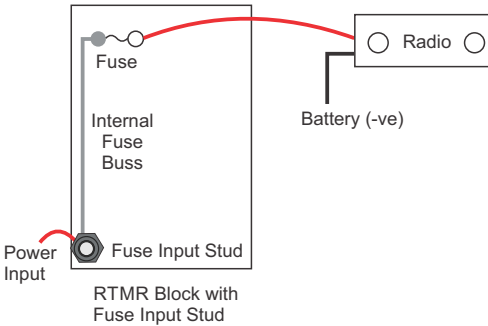 Fuse
Radio
Battery (-ve)
Internal
Fuse
Buss
Power
Input
Fuse Input Stud
RTMR Block with
Fuse Input Stud